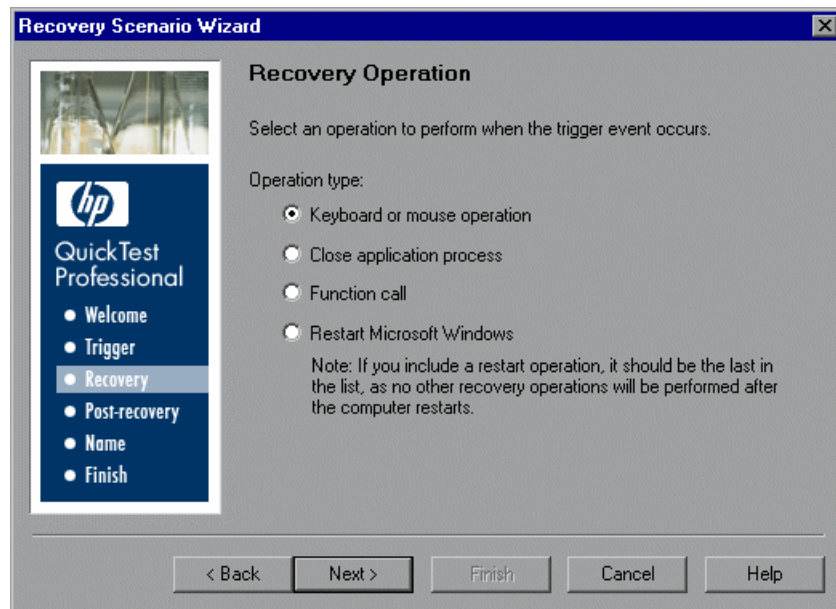 Recovery Scenario Wizard
Recovery Operation
Select an operation to perform when the trigger event occurs.
Operation type:
Keyboard or mouse operation
Close application process
Function call
Restart Microsoft Windows
Note: If you include a restart operation, it should be the last in
the list, as no other recovery operations will be performed after
the computer restarts.
hp
QuickTest
Professional
Welcome
Trigger
Recovery
Post-recovery
Name
Finish
< Back
Next >
Finish
Cancel
Help